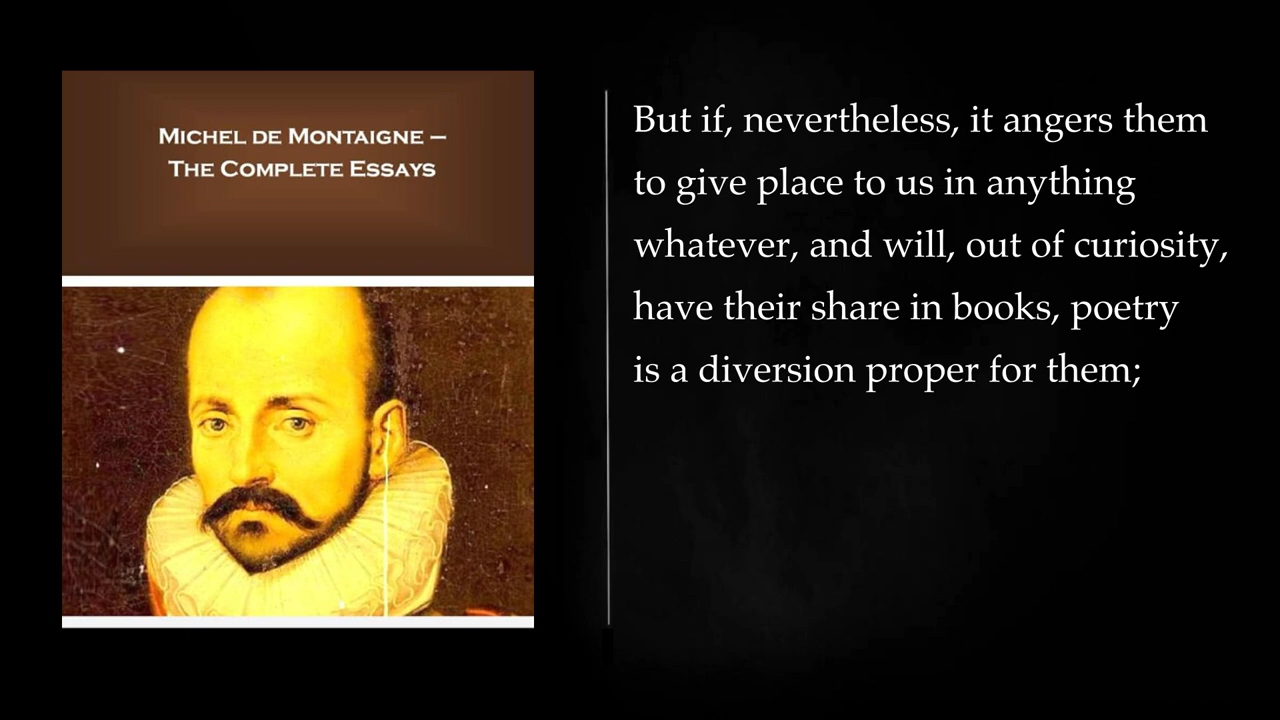 Michel de Montaigne –
The Complete Essays
But if, nevertheless, it angers them
to give place to us in anything
whatever, and will, out of curiosity,
have their share in books, poetry
is a diversion proper for them;